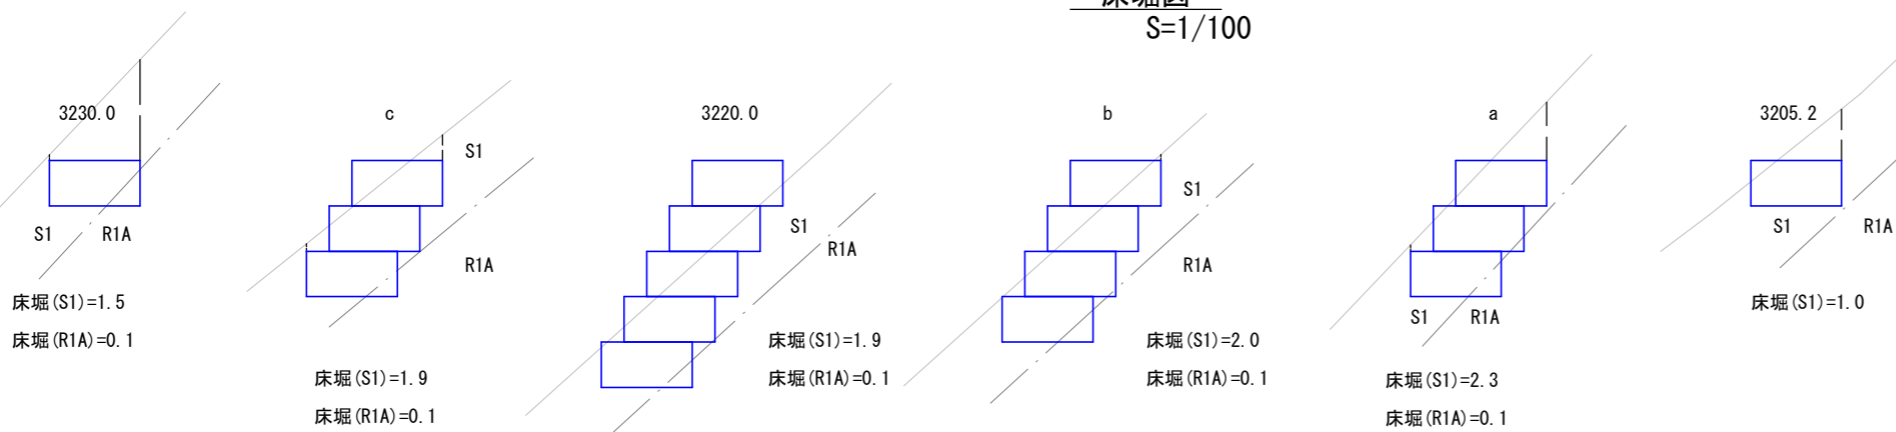 床堀図
S=1/100
3230.0
S1
R1A
床堀(S1)=1.5
床堀(R1A)=0.1
c
S1
R1A
床堀(S1)=1.9
床堀(R1A)=0.1
3220.0
S1
R1A
床堀(S1)=1.9
床堀(R1A)=0.1
b
S1
R1A
床堀(S1)=2.0
床堀(R1A)=0.1
a
S1
R1A
床堀(S1)=2.3
床堀(R1A)=0.1
3205.2
S1
R1A
床堀(S1)=1.0